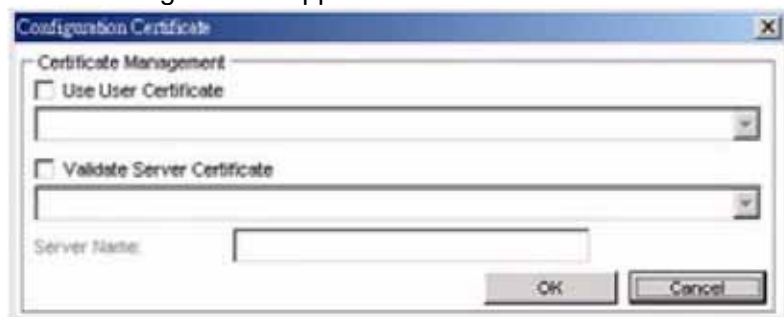 Configuration Certificate
Certificate Management
Use User Certificate
Validate Server Certificate
Server Name:
OK Cancel